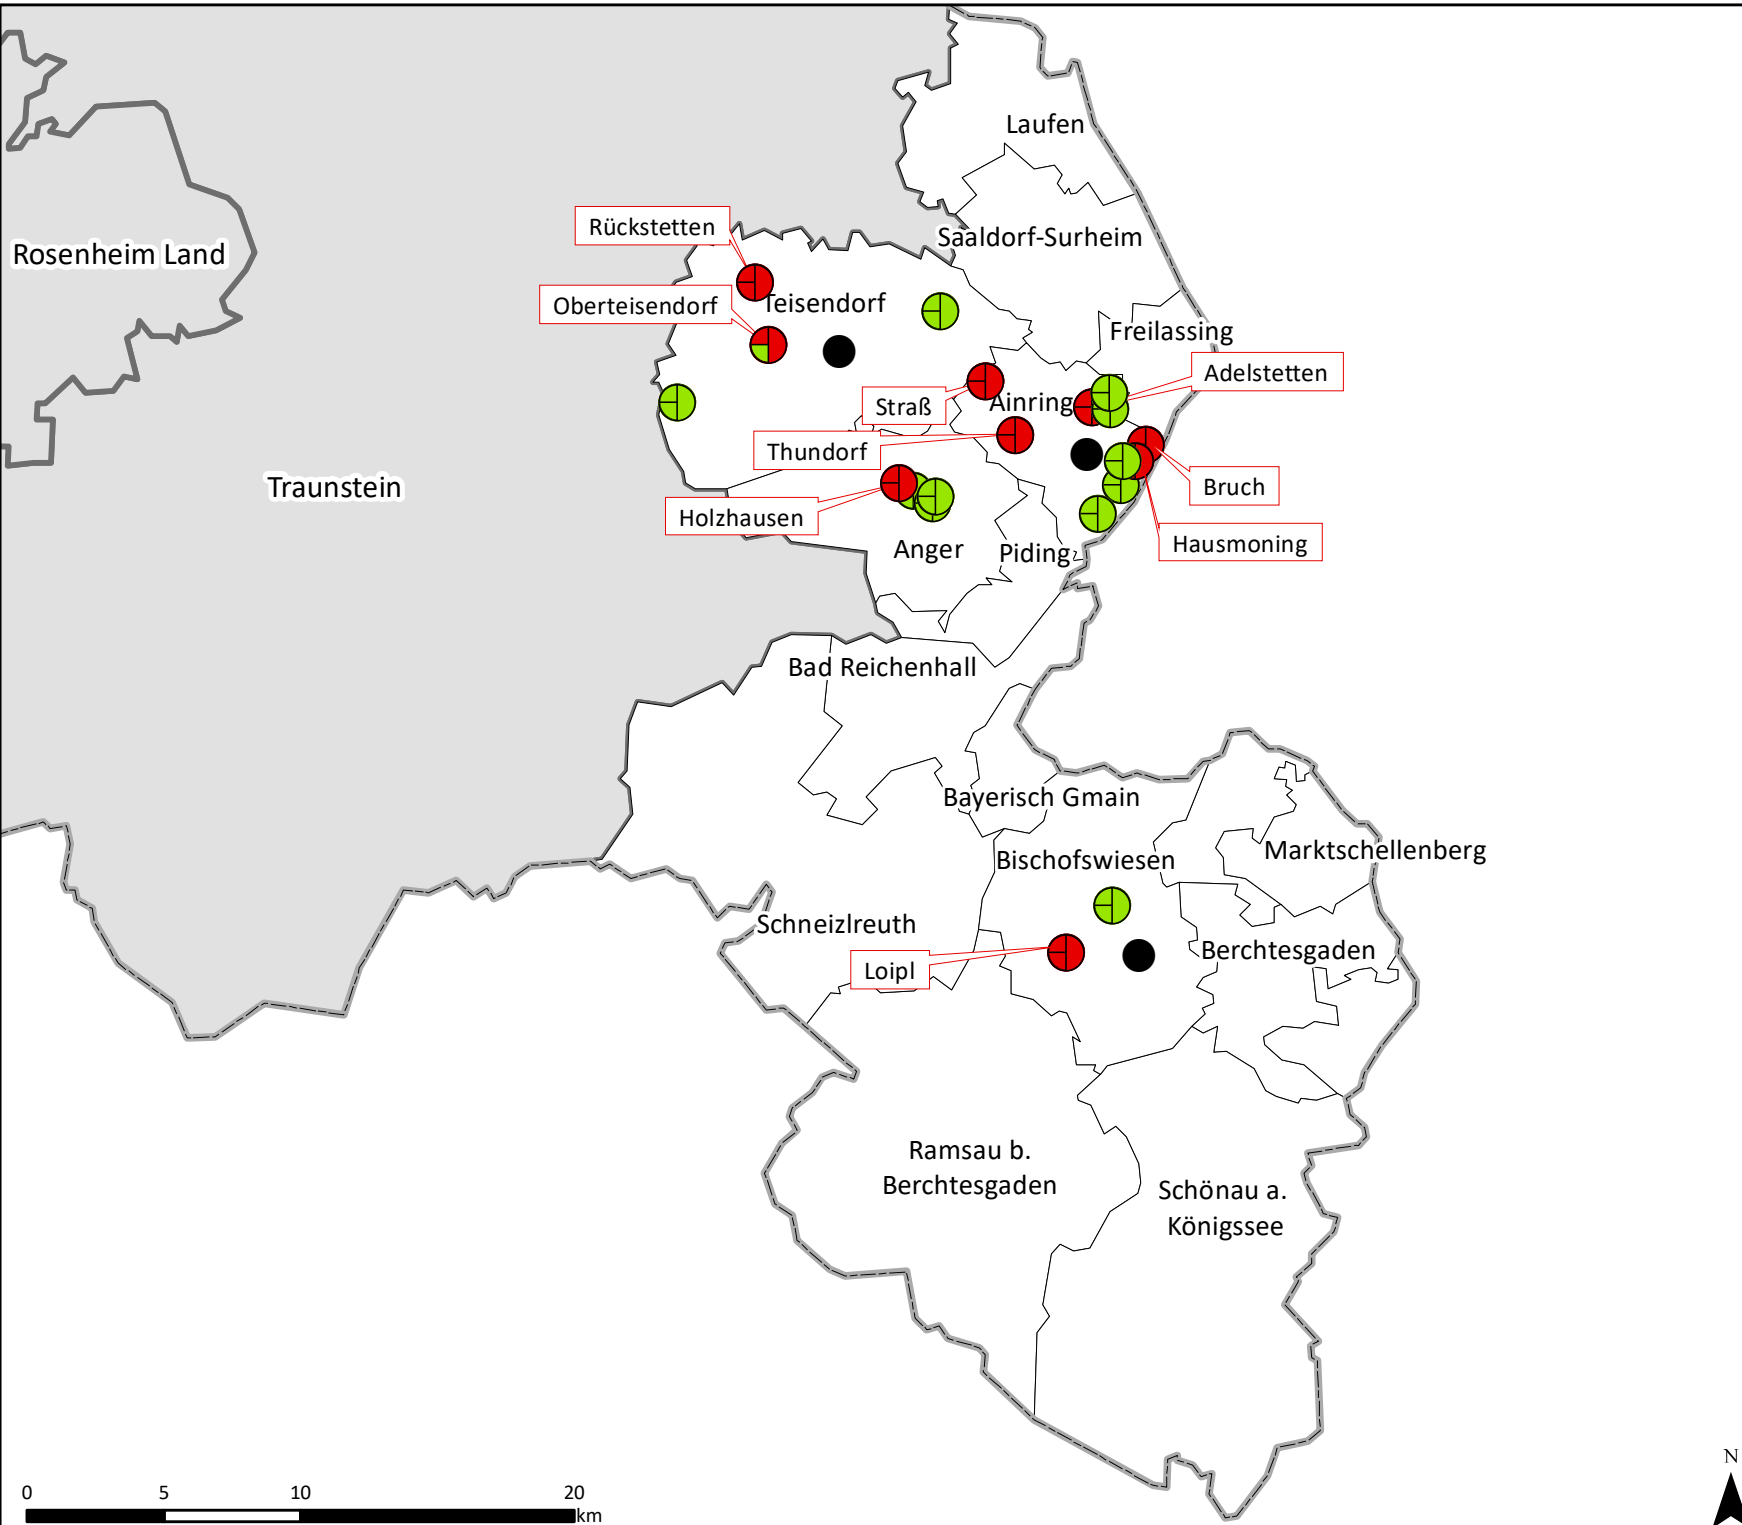 Laufen
Rückstetten
Saaldorf-Surheim
Rosenheim Land
Oberteisendorf
Teisendorf
Freilassing
Adelstetten
Straß
Ainring
Thundorf
Traunstein
Bruch
Holzhausen
Hausmoning
Anger
Piding
Bad Reichenhall
Bayerisch Gmain
Bischofswiesen
Marktschellenberg
Schneizlreuth
Berchtesgaden
Loipl
Ramsau b.
Berchtesgaden
Schönau a.
Königssee
N
0 5 10 20
km